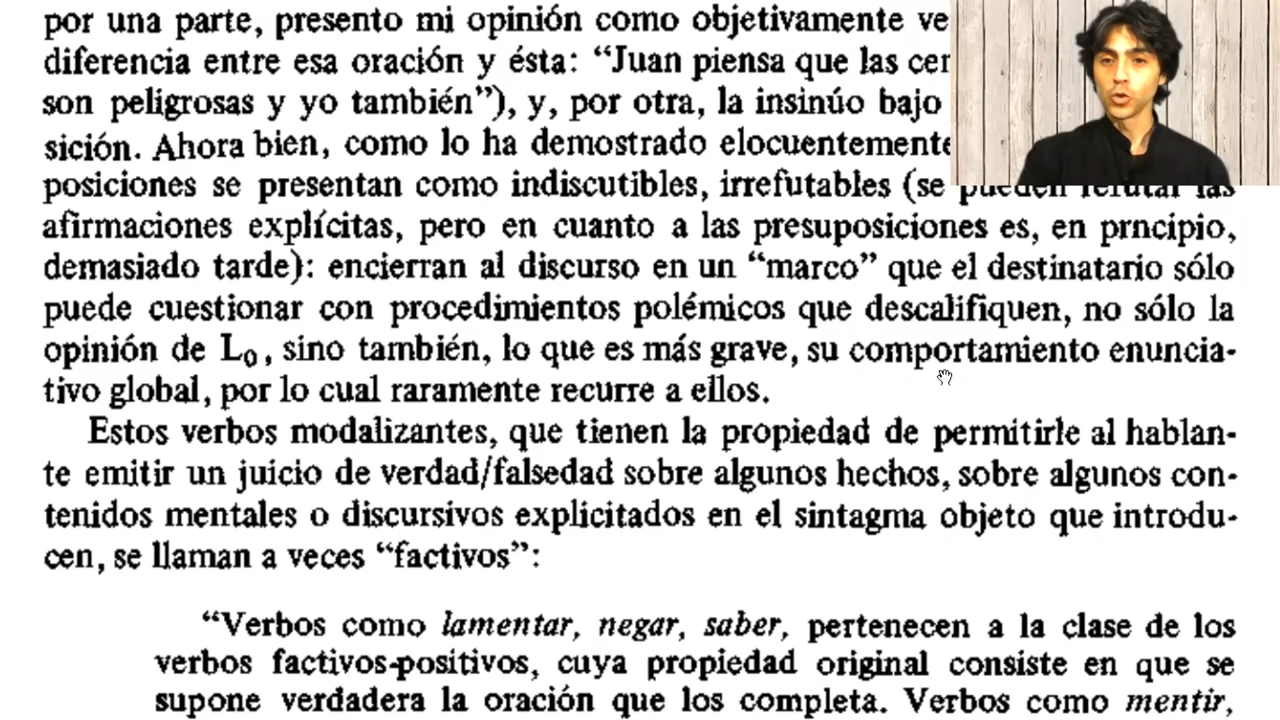 por una parte, presento mi opinión como objetivamente ve
diferencia entre esa oración y ésta: “Juan piensa que las cer
son peligrosas y yo también”), y, por otra, la insinúo bajo
sición. Ahora bien, como lo ha demostrado elocuentemente
posiciones se presentan como indiscutibles, irrefutables (se pueden refutar las
afirmaciones explícitas, pero en cuanto a las presuposiciones es, en prncipio,
demasiado tarde): encierran al discurso en un “marco” que el destinatario sólo
puede cuestionar con procedimientos polémicos que descalifiquen, no sólo la
opinión de L₀, sino también, lo que es más grave, su comportamiento enuncia-
tivo global, por lo cual raramente recurre a ellos.
Estos verbos modalizantes, que tienen la propiedad de permitirle al hablan-
te emitir un juicio de verdad/falsedad sobre algunos hechos, sobre algunos con-
tenidos mentales o discursivos explicitados en el sintagma objeto que introdu-
cen, se llaman a veces “factivos”:
“Verbos como lamentar, negar, saber, pertenecen a la clase de los
verbos factivos-positivos, cuya propiedad original consiste en que se
supone verdadera la oración que los completa. Verbos como mentir,